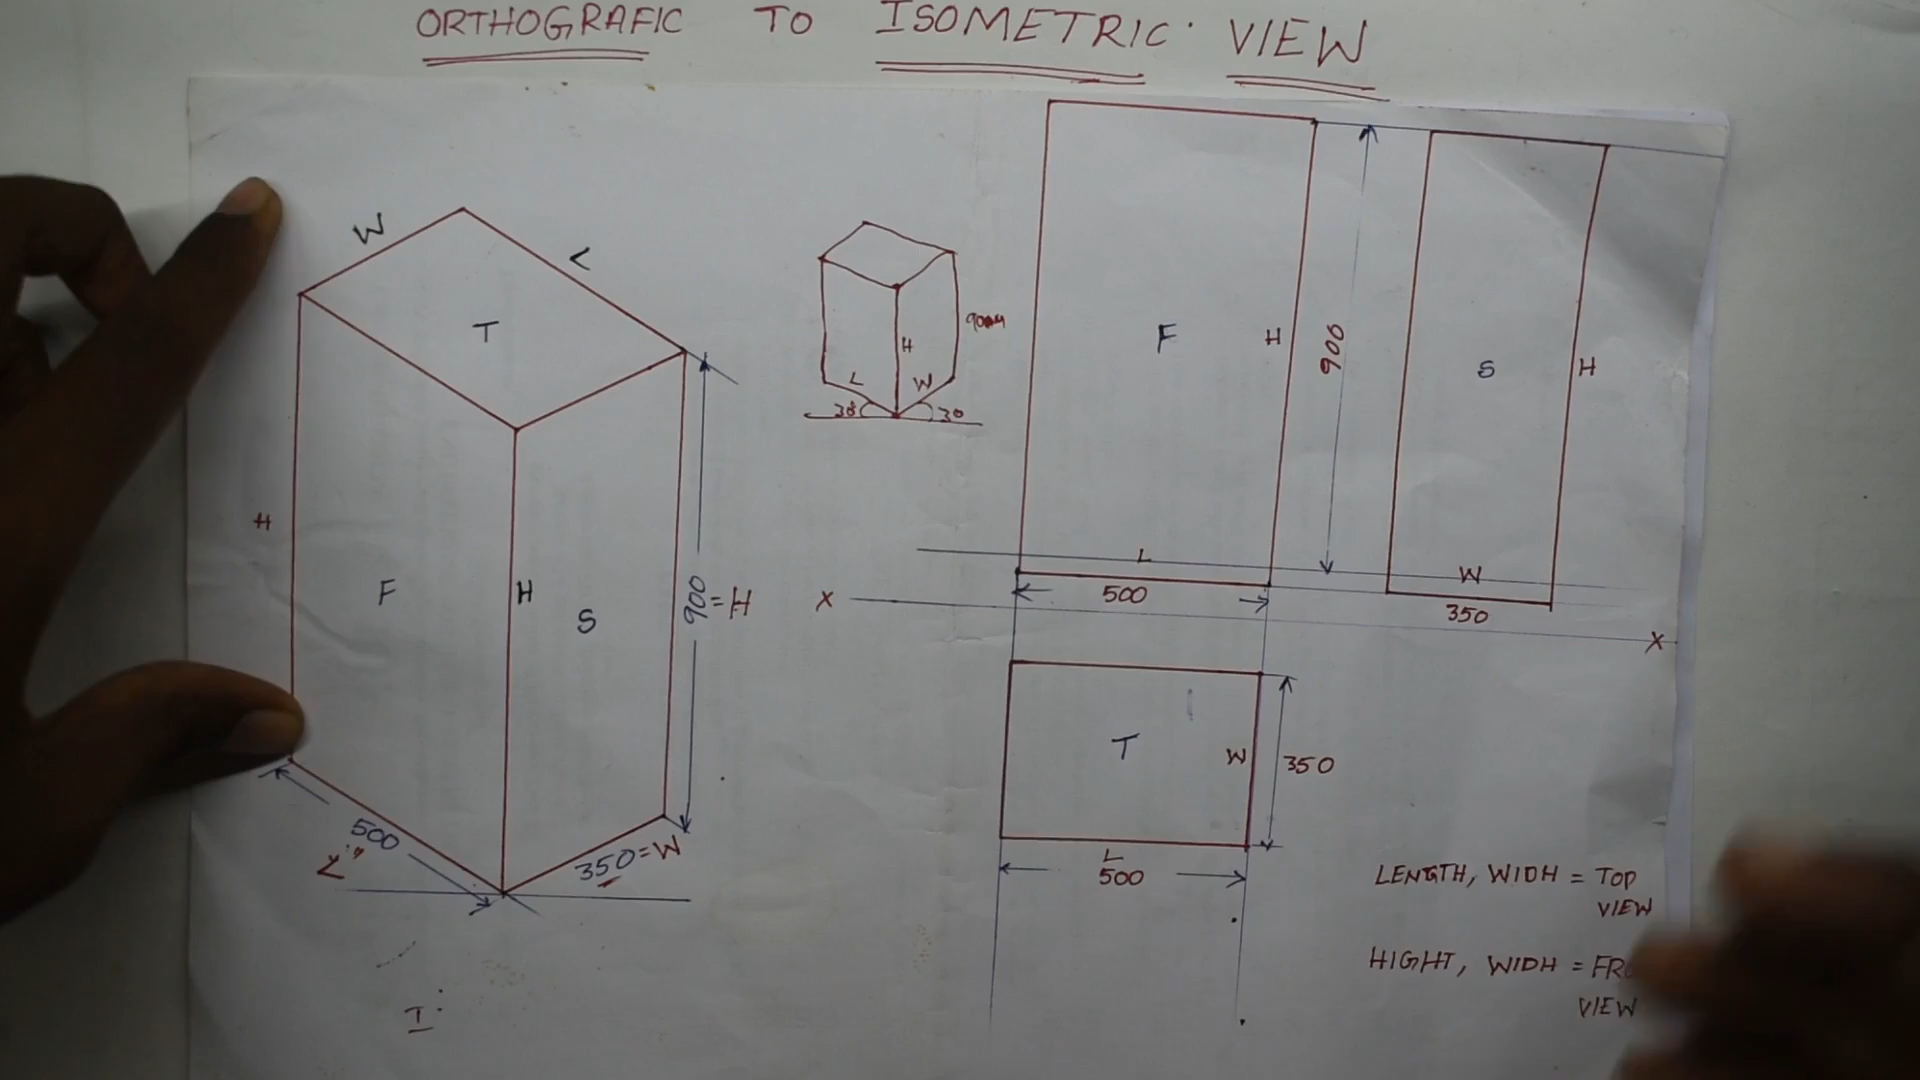 ORTHOGRAFIC TO ISOMETRIC VIEW
W
L
T
H
F
H
S
900=H
500
L
350=W
I
H
L
W
30
30
F
H
900
L
500
S
H
W
350
X
X
T
W
350
L
500
LENGTH, WIDH = TOP
VIEW
HIGHT, WIDH =
VIEW